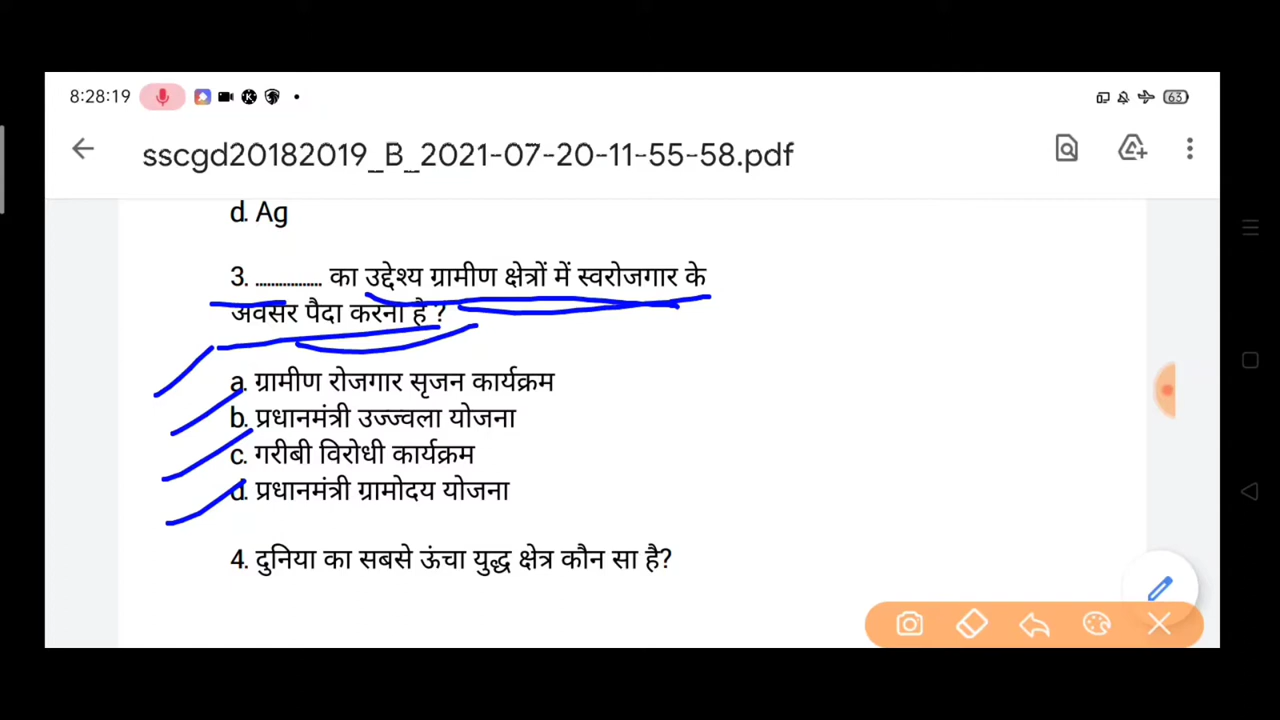 8:28:19
63
sscgd20182019_B_2021-07-20-11-55-58.pdf
d. Ag
3. ................ का उद्देश्य ग्रामीण क्षेत्रों में स्वरोजगार के
अवसर पैदा करना है ?
a. ग्रामीण रोजगार सृजन कार्यक्रम
b. प्रधानमंत्री उज्ज्वला योजना
c. गरीबी विरोधी कार्यक्रम
d. प्रधानमंत्री ग्रामोदय योजना
4. दुनिया का सबसे ऊंचा युद्ध क्षेत्र कौन सा है?